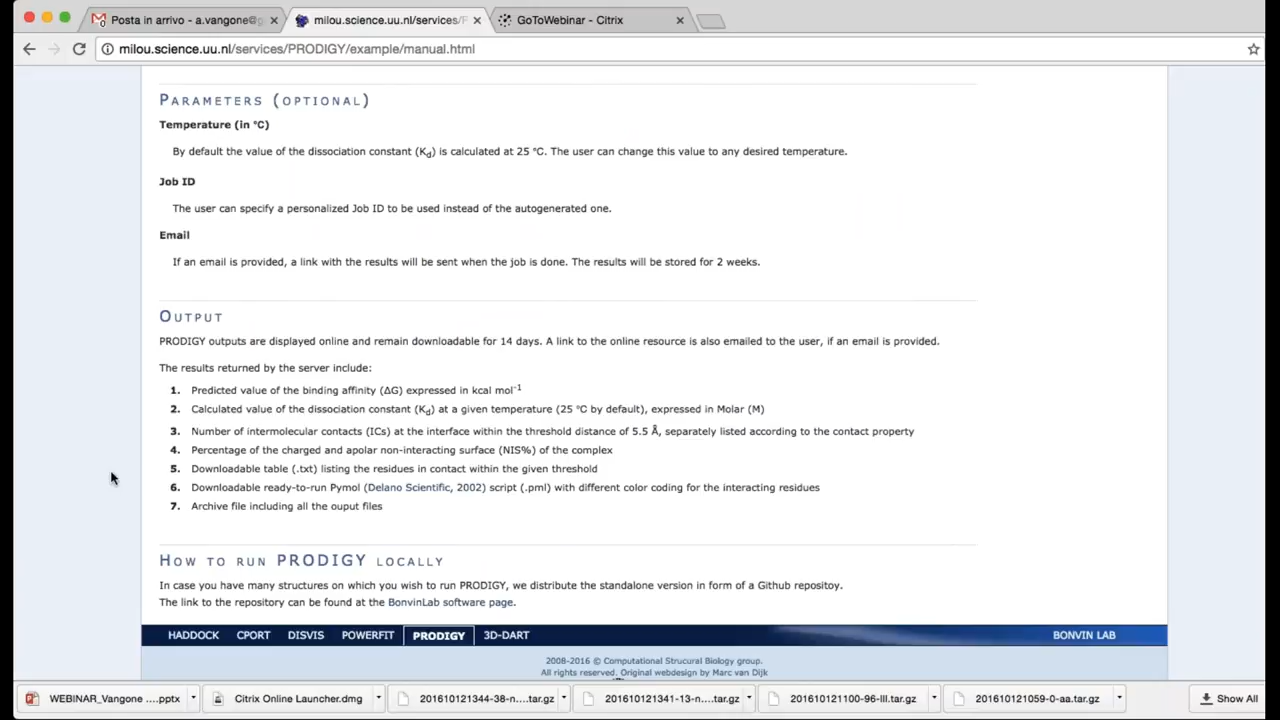 Posta in arrivo - a.vangone@g
milou.science.uu.nl/services/P
GoToWebinar - Citrix
milou.science.uu.nl/services/PRODIGY/example/manual.html
PARAMETERS (OPTIONAL)
Temperature (in °C)
By default the value of the dissociation constant (Kd) is calculated at 25 °C. The user can change this value to any desired temperature.
Job ID
The user can specify a personalized Job ID to be used instead of the autogenerated one.
Email
If an email is provided, a link with the results will be sent when the job is done. The results will be stored for 2 weeks.
OUTPUT
PRODIGY outputs are displayed online and remain downloadable for 14 days. A link to the online resource is also emailed to the user, if an email is provided.
The results returned by the server include:
1. Predicted value of the binding affinity (ΔG) expressed in kcal mol-1
2. Calculated value of the dissociation constant (Kd) at a given temperature (25 °C by default), expressed in Molar (M)
3. Number of intermolecular contacts (ICs) at the interface within the threshold distance of 5.5 Å, separately listed according to the contact property
4. Percentage of the charged and apolar non-interacting surface (NIS%) of the complex
5. Downloadable table (.txt) listing the residues in contact within the given threshold
6. Downloadable ready-to-run Pymol (Delano Scientific, 2002) script (.pml) with different color coding for the interacting residues
7. Archive file including all the ouput files
HOW TO RUN PRODIGY LOCALLY
In case you have many structures on which you wish to run PRODIGY, we distribute the standalone version in form of a Github repositoy.
The link to the repository can be found at the BonvinLab software page.
HADDOCK CPORT DISVIS POWERFIT PRODIGY 3D-DART BONVIN LAB
2008-2016 © Computational Strucural Biology group.
All rights reserved. Original webdesign by Marc van Dijk
WEBINAR_Vangone ....pptx
Citrix Online Launcher.dmg
201610121344-38-n....tar.gz
201610121341-13-n....tar.gz
201610121100-96-lll.tar.gz
201610121059-0-aa.tar.gz
Show All